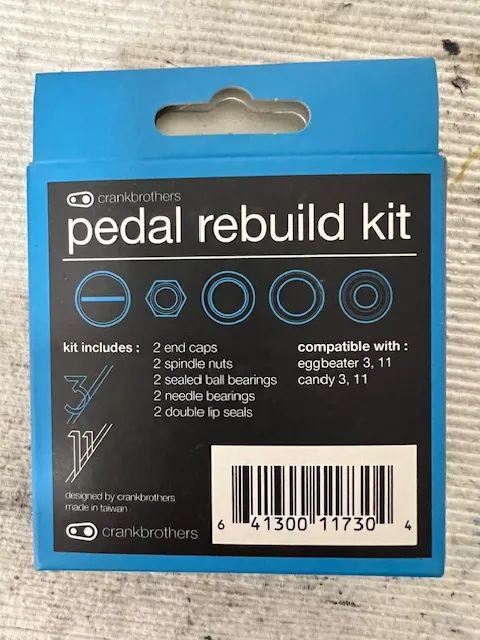 crankbrothers
pedal rebuild kit
kit includes :
2 end caps
2 spindle nuts
2 sealed ball bearings
2 needle bearings
2 double lip seals
compatible with :
eggbeater 3, 11
candy 3, 11
3
11
designed by crankbrothers
made in taiwan
crankbrothers
6 41300 11730 4